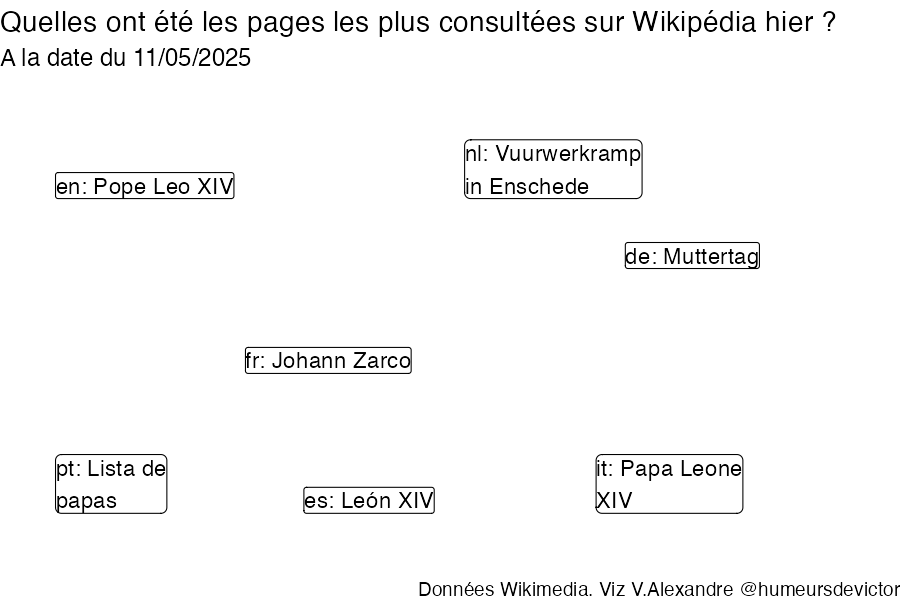 Quelles ont été les pages les plus consultées sur Wikipédia hier ?
A la date du 11/05/2025
nl: Vuurwerkramp
in Enschede
en: Pope Leo XIV
de: Muttertag
fr: Johann Zarco
pt: Lista de
papas
es: León XIV
it: Papa Leone
XIV
Données Wikimedia. Viz V.Alexandre @humeursdevictor